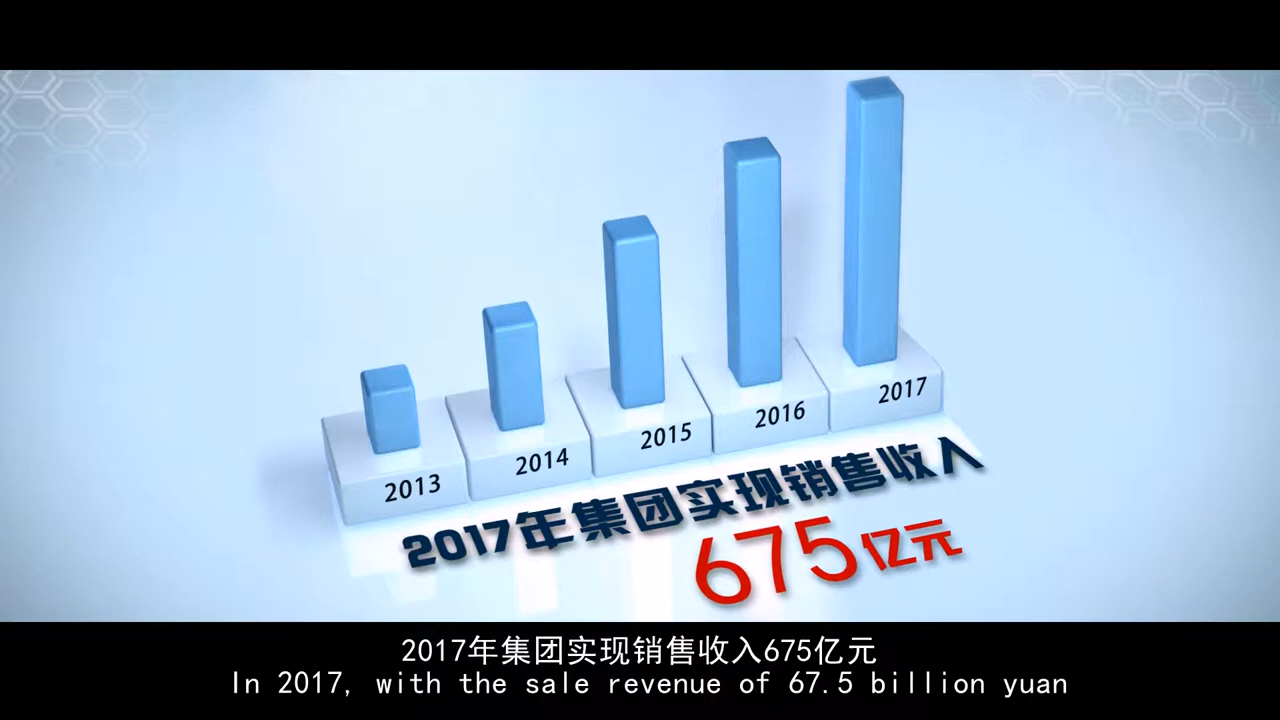 2013
2014
2015
2016
2017
2017年集团实现销售收入
675亿元
2017年集团实现销售收入675亿元
In 2017, with the sale revenue of 67.5 billion yuan